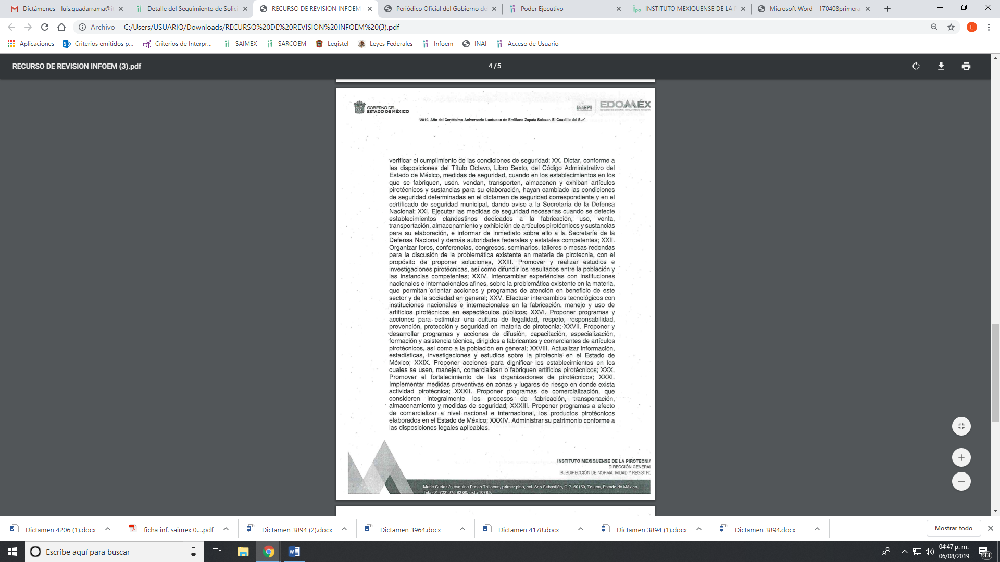 Dictámenes - luis.guadarrama@i
Detalle del Seguimiento de Solici
RECURSO DE REVISION INFOEM
Periódico Oficial del Gobierno de
Poder Ejecutivo
INSTITUTO MEXIQUENSE DE LA P
Microsoft Word - 170408primera
Archivo
C:/Users/USUARIO/Downloads/RECURSO%20DE%20REVISION%20INFOEM%20(3).pdf
L
Aplicaciones
Criterios emitidos p...
Criterios de Interpr...
SAIMEX
SARCOEM
Legistel
Leyes Federales
Infoem
INAI
Acceso de Usuario
RECURSO DE REVISION INFOEM (3).pdf
4 / 5
GOBIERNO DEL
ESTADO DE MÉXICO
IMEPI
EDOMÉX
"2019. Año del Centésimo Aniversario Luctuoso de Emiliano Zapata Salazar. El Caudillo del Sur"
verificar el cumplimiento de las condiciones de seguridad; XX. Dictar, conforme a
las disposiciones del Título Octavo, Libro Sexto, del Código Administrativo del
Estado de México, medidas de seguridad, cuando en los establecimientos en los
que se fabriquen, usen. vendan, transporten, almacenen y exhiban artículos
pirotécnicos y sustancias para su elaboración, hayan cambiado las condiciones
de seguridad determinadas en el dictamen de seguridad correspondiente y en el
certificado de seguridad municipal, dando aviso a la Secretaría de la Defensa
Nacional; XXI. Ejecutar las medidas de seguridad necesarias cuando se detecte
establecimientos clandestinos dedicados a la fabricación, uso, venta,
transportación, almacenamiento y exhibición de artículos pirotécnicos y sustancias
para su elaboración, e informar de inmediato sobre ello a la Secretaría de la
Defensa Nacional y demás autoridades federales y estatales competentes; XXII.
Organizar foros, conferencias, congresos, seminarios, talleres o mesas redondas
para la discusión de la problemática existente en materia de pirotecnia, con el
propósito de proponer soluciones, XXIII. Promover y realizar estudios e
investigaciones pirotécnicas, así como difundir los resultados entre la población y
las instancias competentes; XXIV. Intercambiar experiencias con instituciones
nacionales e internacionales afines, sobre la problemática existente en la materia,
que permitan orientar acciones y programas de atención en beneficio de este
sector y de la sociedad en general; XXV. Efectuar intercambios tecnológicos con
instituciones nacionales e internacionales en la fabricación, manejo y uso de
artificios pirotécnicos en espectáculos públicos; XXVI. Proponer programas y
acciones para estimular una cultura de legalidad, respeto, responsabilidad,
prevención, protección y seguridad en materia de pirotecnia; XXVII. Proponer y
desarrollar programas y acciones de difusión, capacitación, especialización,
formación y asistencia técnica, dirigidos a fabricantes y comerciantes de artículos
pirotécnicos, así como a la población en general; XXVIII. Actualizar información,
estadísticas, investigaciones y estudios sobre la pirotecnia en el Estado de
México; XXIX. Proponer acciones para dignificar los establecimientos en los
cuales se usen, manejen, comercialicen o fabriquen artificios pirotécnicos; XXX.
Promover el fortalecimiento de las organizaciones de pirotécnicos; XXXI.
Implementar medidas preventivas en zonas y lugares de riesgo en donde exista
actividad pirotécnica; XXXII. Proponer programas de comercialización, que
consideren integralmente los procesos de fabricación, transportación,
almacenamiento y medidas de seguridad; XXXIII. Proponer programas a efecto
de comercializar a nivel nacional e internacional, los productos pirotécnicos
elaborados en el Estado de México; XXXIV. Administrar su patrimonio conforme a
las disposiciones legales aplicables.
INSTITUTO MEXIQUENSE DE LA PIROTECNIA
DIRECCIÓN GENERAL
SUBDIRECCIÓN DE NORMATIVIDAD Y REGISTRO
Marie Curie s/n esquina Paseo Tollocan, primer piso, col. San Sebastián, C.P. 50150, Toluca, Estado de México.
Tel.: (01 722) 275 82 00, ext.: 10785.
Dictamen 4206 (1).docx
ficha inf. saimex 0....pdf
Dictamen 3894 (2).docx
Dictamen 3964.docx
Dictamen 4178.docx
Dictamen 3894 (1).docx
Dictamen 3894.docx
Mostrar todo
Escribe aquí para buscar
04:47 p. m.
06/08/2019
33